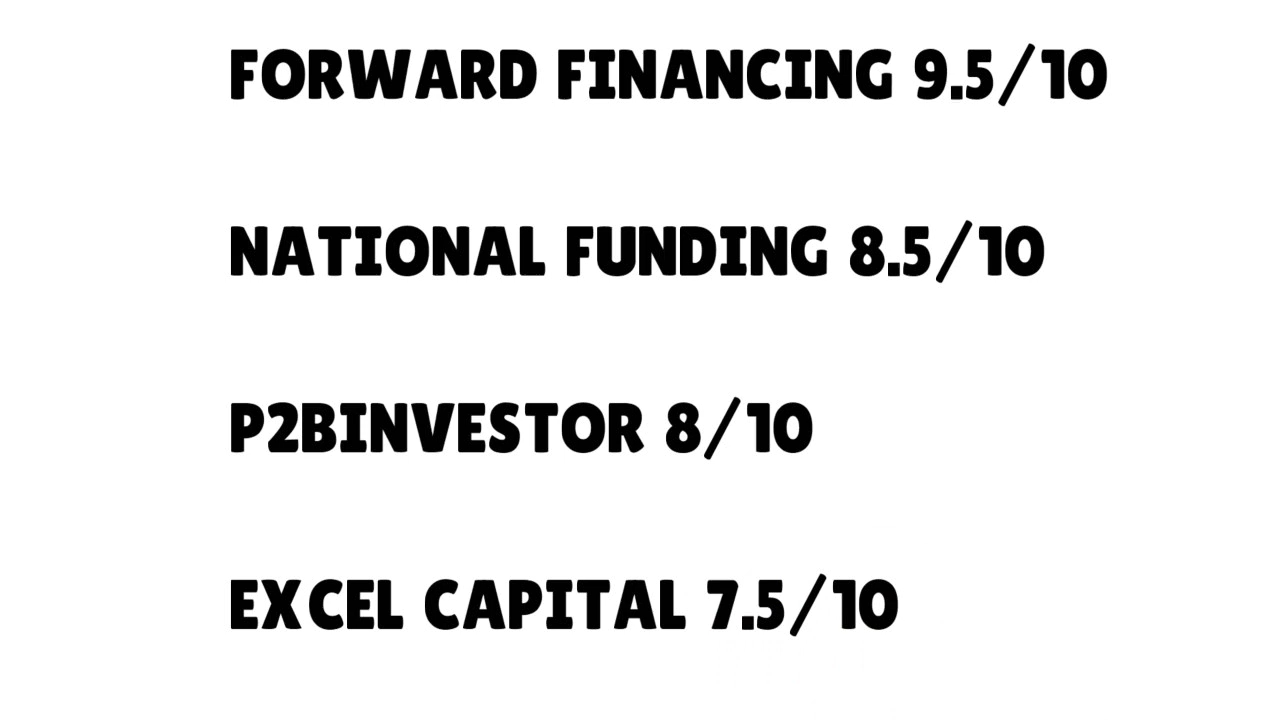 FORWARD FINANCING 9.5/10
NATIONAL FUNDING 8.5/10
P2BINVESTOR 8/10
EXCEL CAPITAL 7.5/10